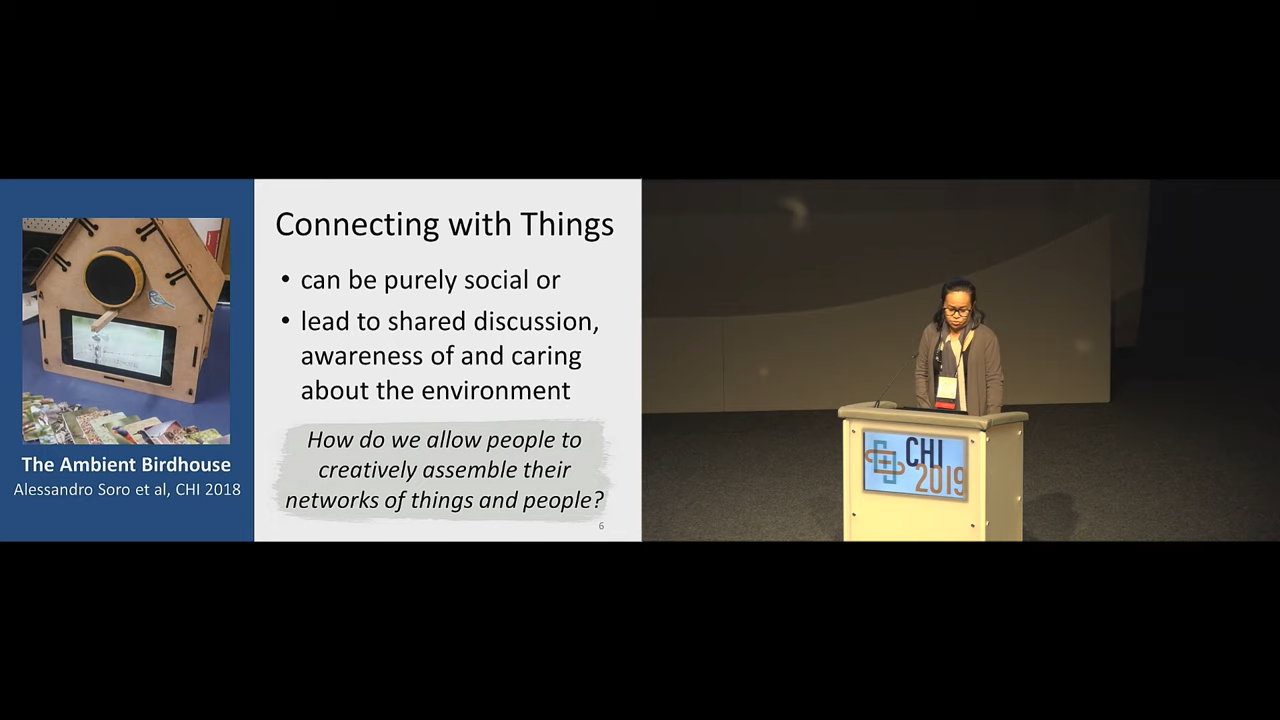 Connecting with Things
• can be purely social or
• lead to shared discussion,
awareness of and caring
about the environment
How do we allow people to
creatively assemble their
networks of things and people?
6
The Ambient Birdhouse
Alessandro Soro et al, CHI 2018
CHI
2019